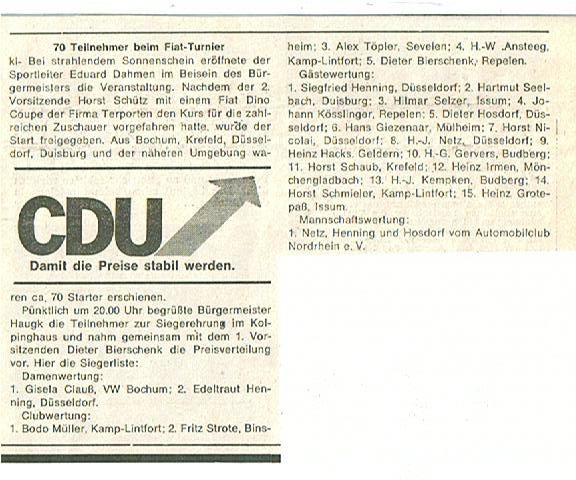 70 Teilnehmer beim Fiat-Turnier
ki- Bei strahlendem Sonnenschein eröffnete der
Sportleiter Eduard Dahmen im Beisein des Bür-
germeisters die Veranstaltung. Nachdem der 2.
Vorsitzende Horst Schütz mit einem Fiat Dino
Coupe der Firma Terporten den Kurs für die zahl-
reichen Zuschauer vorgefahren hatte, wurde der
Start freigegeben. Aus Bochum, Krefeld, Düssel-
dorf, Duisburg und der näheren Umgebung wa-
CDU
Damit die Preise stabil werden.
ren ca. 70 Starter erschienen.
Pünktlich um 20.00 Uhr begrüßte Bürgermeister
Haugk die Teilnehmer zur Siegerehrung im Kol-
pinghaus und nahm gemeinsam mit dem 1. Vor-
sitzenden Dieter Bierschenk die Preisverteilung
vor. Hier die Siegerliste:
Damenwertung:
1. Gisela Clauß, VW Bochum; 2. Edeltraut Hen-
ning, Düsseldorf.
Clubwertung:
1. Bodo Müller, Kamp-Lintfort; 2. Fritz Strote, Bins-
heim; 3. Alex Töpler, Sevelen; 4. H.-W .Ansteeg,
Kamp-Lintfort; 5. Dieter Bierschenk, Repelen.
Gästewertung:
1. Siegfried Henning, Düsseldorf; 2. Hartmut Seel-
bach, Duisburg; 3. Hilmar Selzer, Issum; 4. Jo-
hann Kösslingar, Repelen; 5. Dieter Hosdorf, Düs-
seldorf; 6. Hans Giezenaar, Mülheim; 7. Horst Ni-
colai, Düsseldorf; 8. H.-J. Netz, Düsseldorf; 9.
Heinz Hacks, Geldern; 10. H.-G. Gervers, Budberg;
11. Horst Schaub, Krefeld; 12. Heinz Irmen, Mön-
chengladbach; 13. H.-J. Kempken, Budberg; 14.
Horst Schmieler, Kamp-Lintfort; 15. Heinz Grote-
paß, Issum.
Mannschaftswertung:
1. Netz, Henning und Hosdorf vom Automobilclub
Nordrhein e. V.